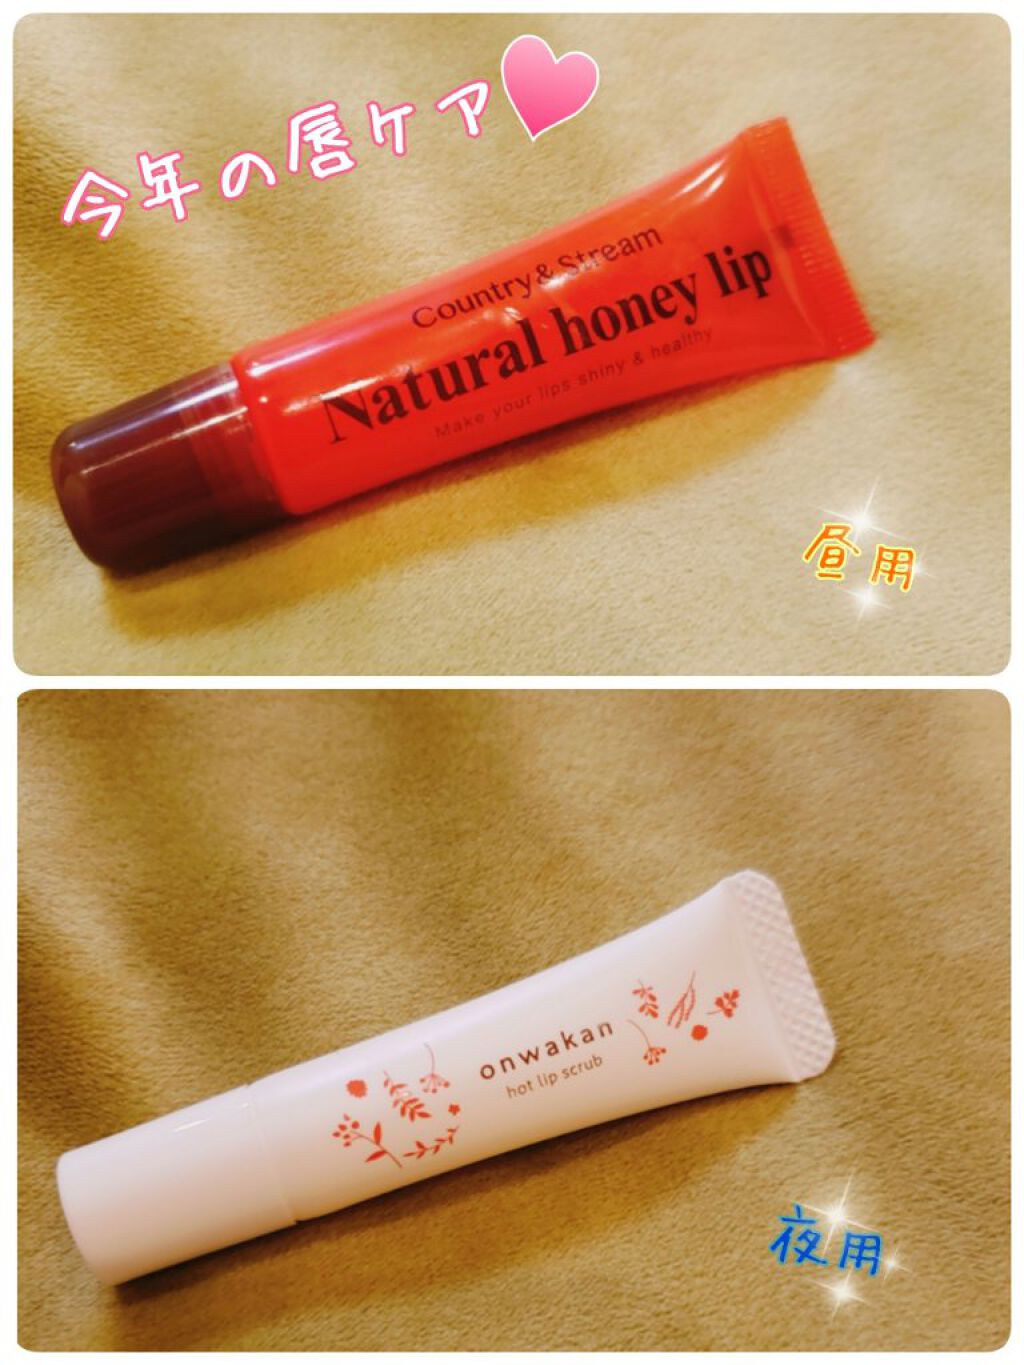 今年の唇ケア
Country & Stream
Natural honey lip
Make your lips shiny & healthy
昼用
onwakan
hot lip scrub
夜用